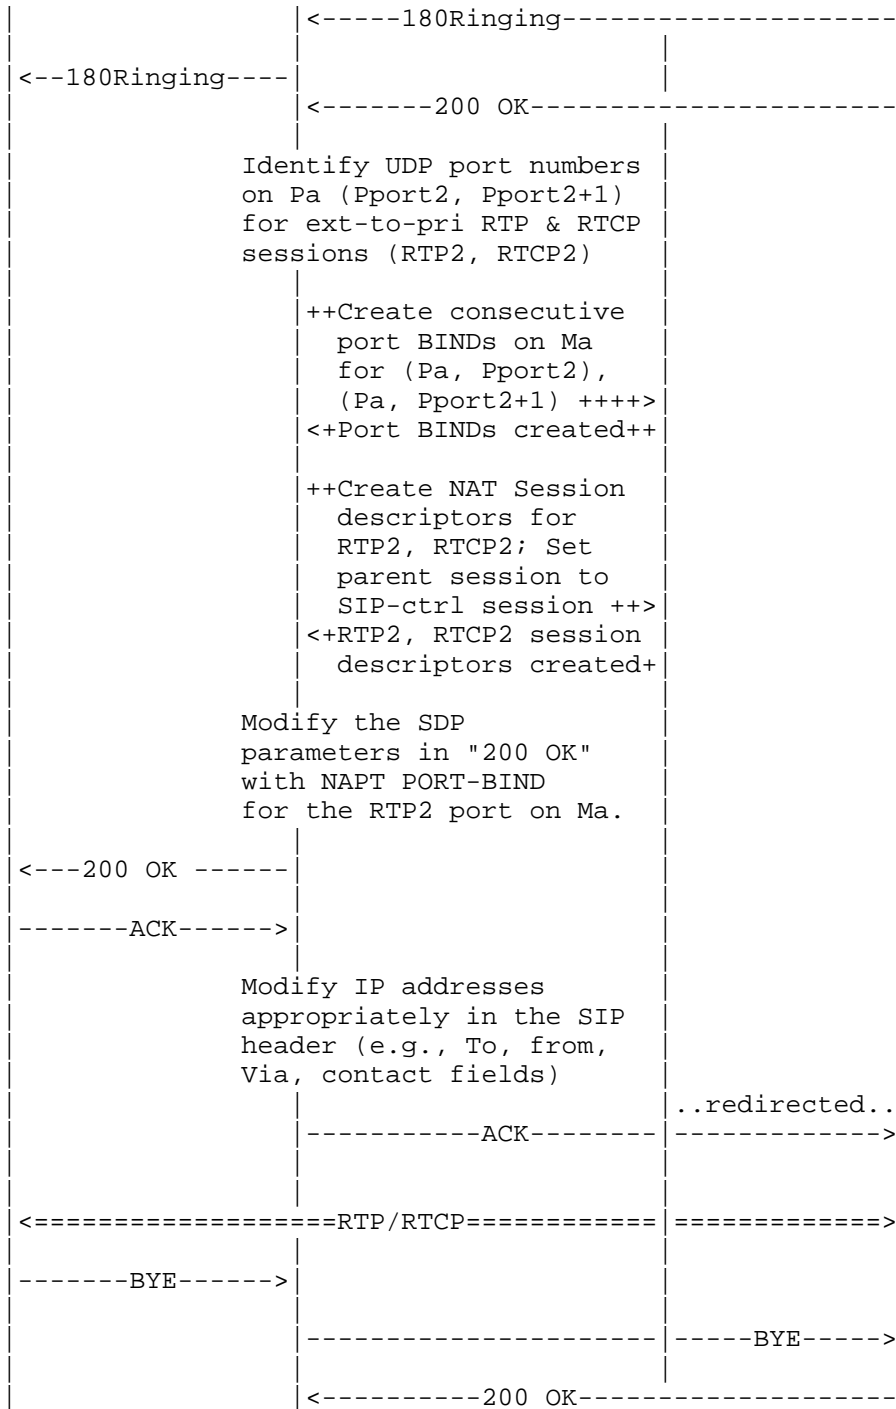 |                 |<-----180Ringing---------------------
|                 |                      |
|<--180Ringing----|                      |
|                 |<-------200 OK-----------------------
|                 |                      |
|             Identify UDP port numbers  |
|             on Pa (Pport2, Pport2+1)   |
|             for ext-to-pri RTP & RTCP  |
|             sessions (RTP2, RTCP2)     |
|                 |                      |
|                 |++Create consecutive  |
|                 |  port BINDs on Ma    |
|                 |  for (Pa, Pport2),   |
|                 |  (Pa, Pport2+1) ++++>|
|                 |<+Port BINDs created++|
|                 |                      |
|                 |++Create NAT Session  |
|                 |  descriptors for     |
|                 |  RTP2, RTCP2; Set    |
|                 |  parent session to   |
|                 |  SIP-ctrl session ++>|
|                 |<+RTP2, RTCP2 session |
|                 |  descriptors created+|
|                 |                      |
|             Modify the SDP             |
|             parameters in "200 OK"     |
|             with NAPT PORT-BIND        |
|             for the RTP2 port on Ma.   |
|                 |                      |
|<---200 OK ------|                      |
|                 |                      |
|-------ACK------>|                      |
|                 |                      |
|             Modify IP addresses        |
|             appropriately in the SIP   |
|             header (e.g., To, from,    |
|             Via, contact fields)       |
|                 |                      |..redirected..
|                 |-----------ACK--------|------------->
|                 |                      |
|                 |                      |
|<===================RTP/RTCP============|=============>
|                 |                      |
|-------BYE------>|                      |
|                 |                      |
|                 |----------------------|-----BYE----->
|                 |                      |
|                 |<----------200 OK--------------------